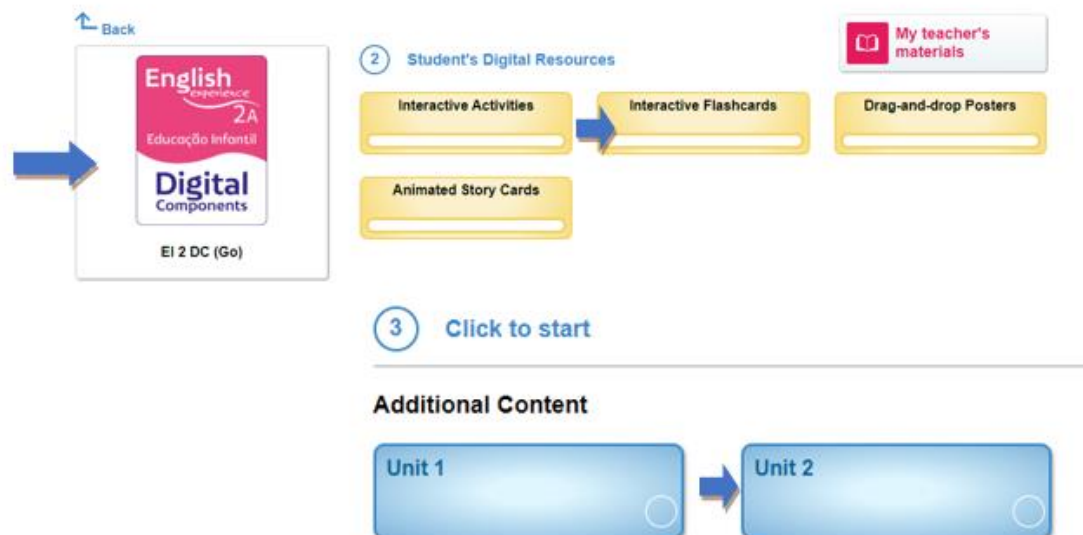 Back
English
experience
2A
Educação Infantil
Digital
Components
EI 2 DC (Go)
2 Student's Digital Resources
My teacher's
materials
Interactive Activities
Interactive Flashcards
Drag-and-drop Posters
Animated Story Cards
3 Click to start
Additional Content
Unit 1
Unit 2